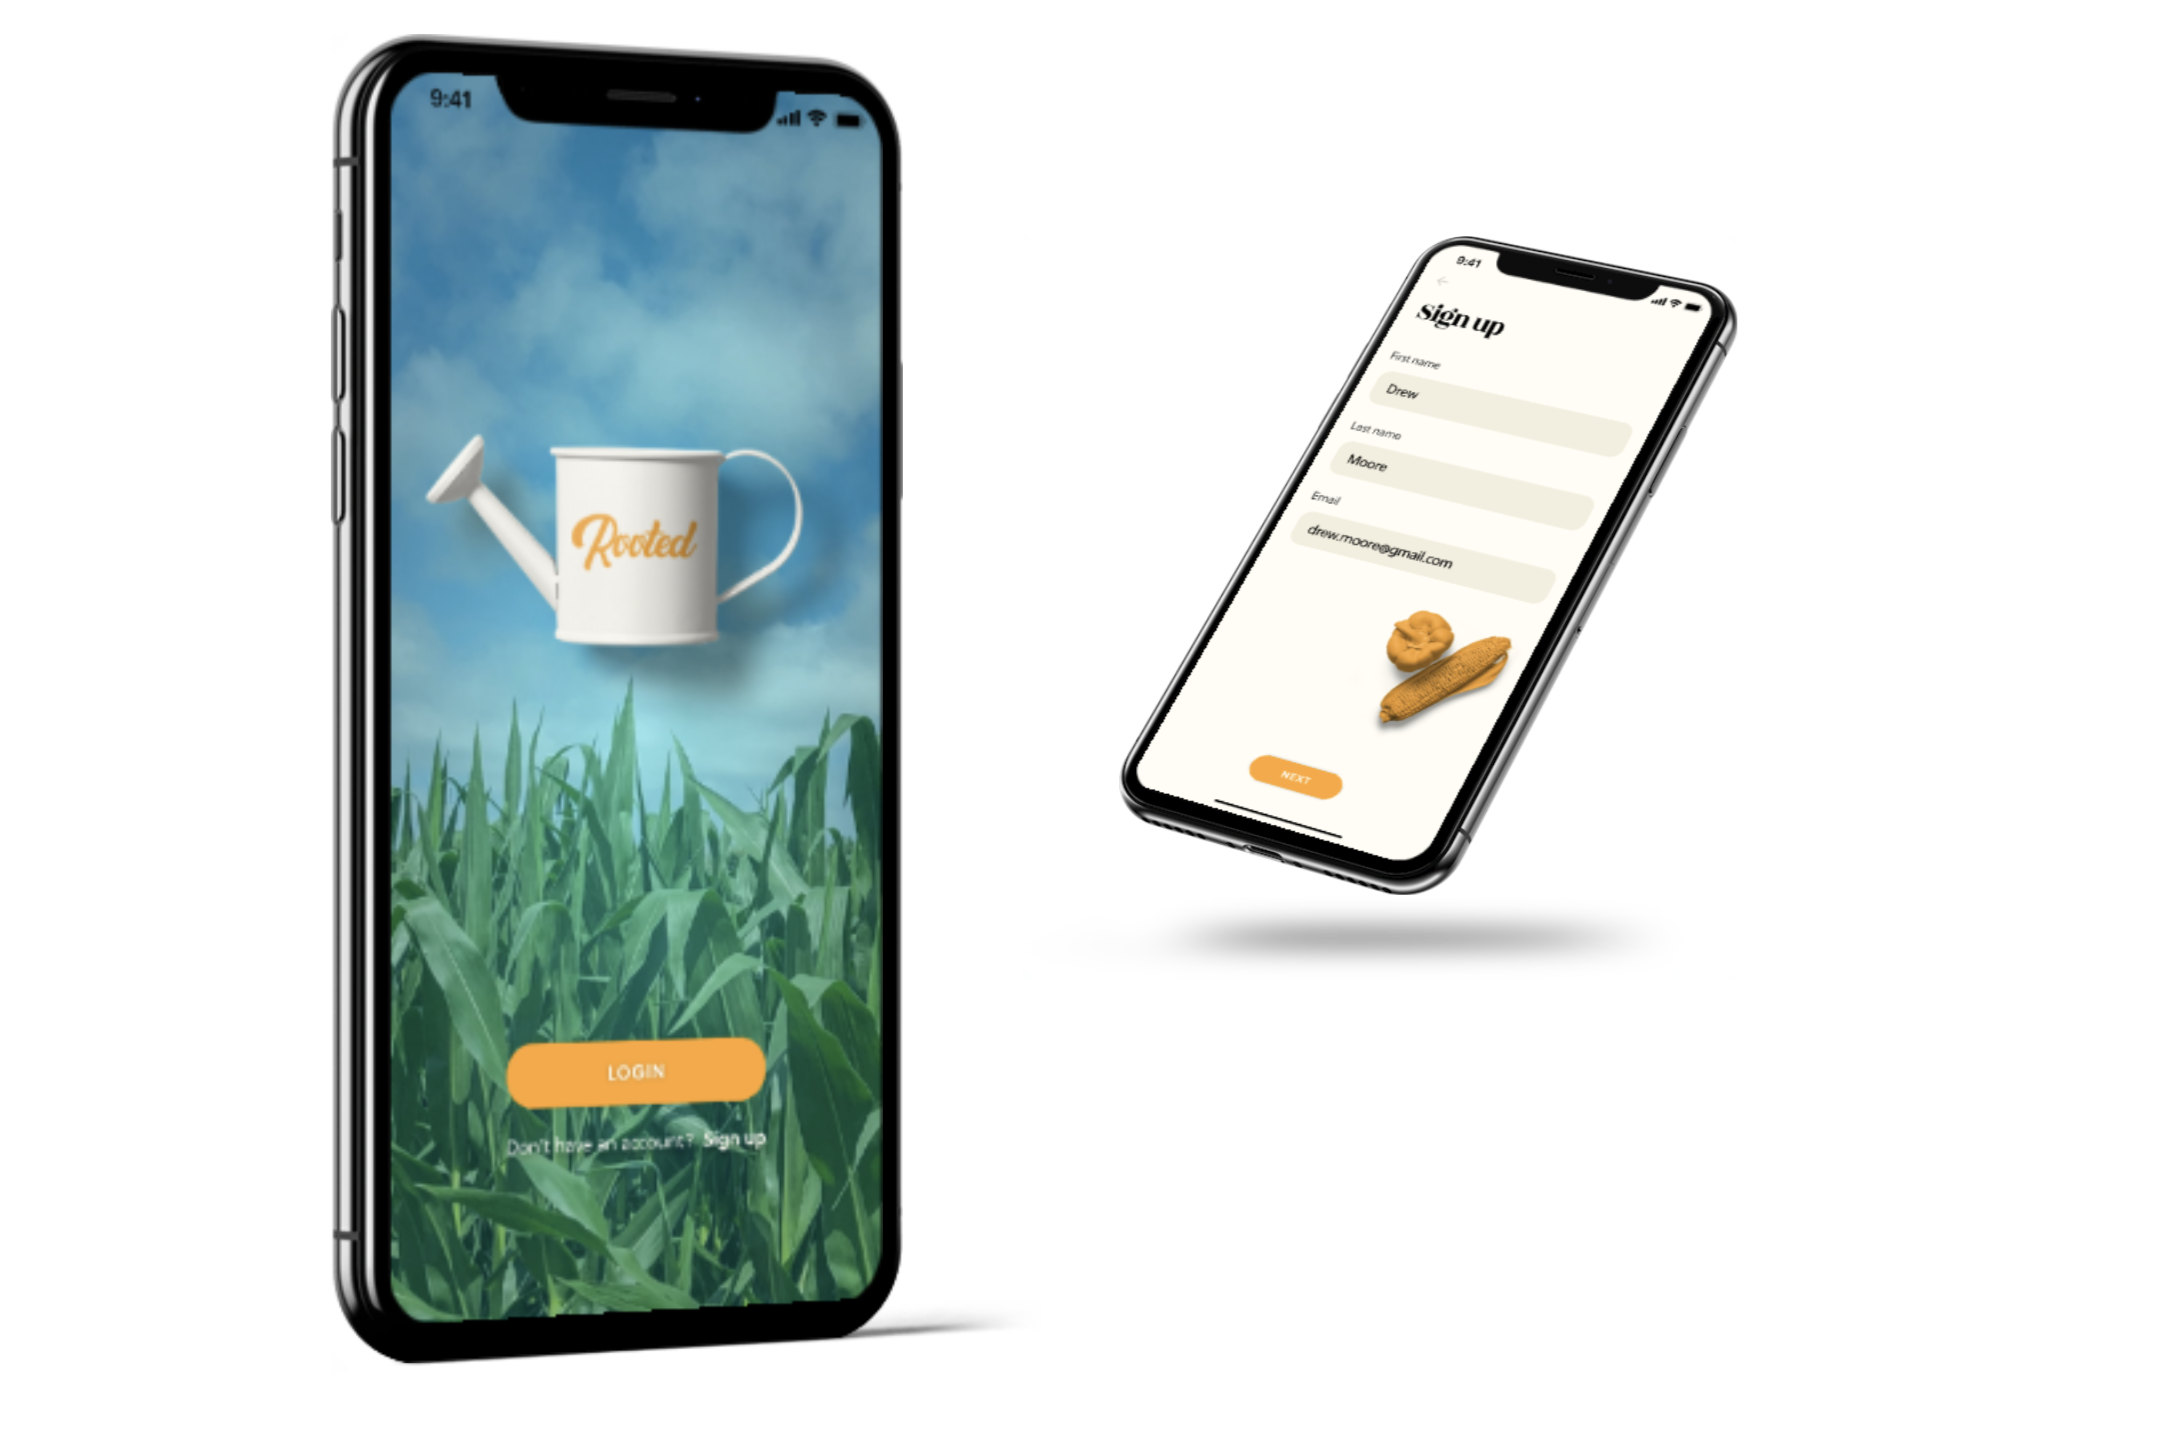 9:41
Rooted
LOGIN
Don't have an account? Sign up
9:41
Sign up
First name
Drew
Last name
Moore
Email
drew.moore@gmail.com
NEXT